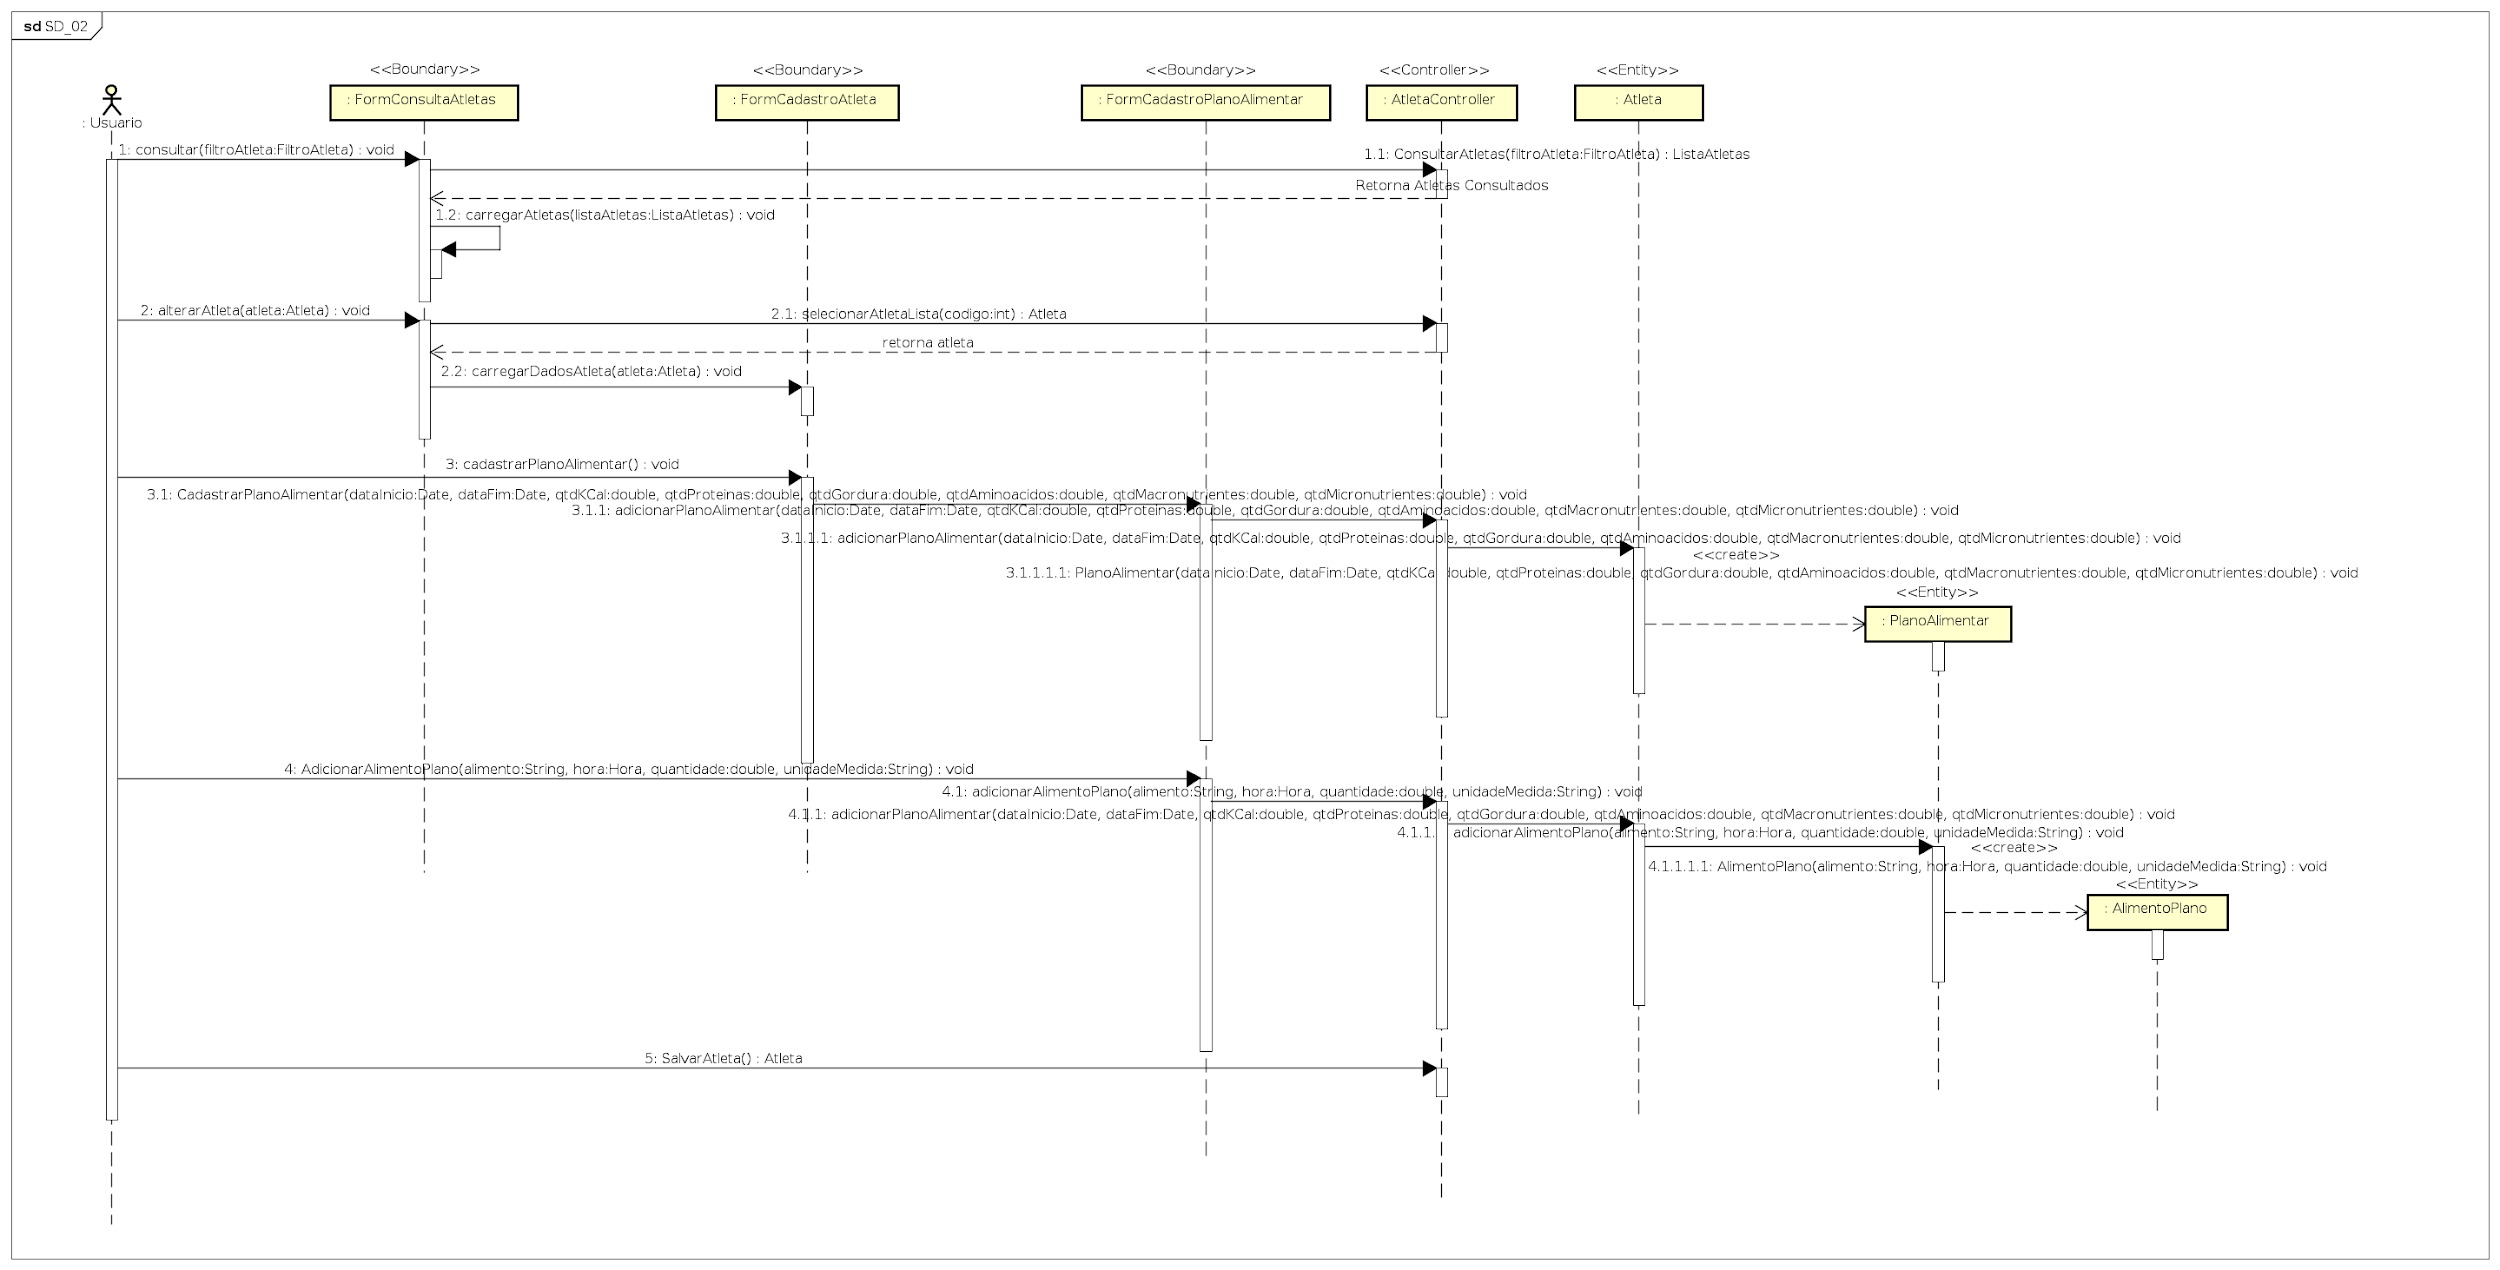 sd SD_02
<<Boundary>>
<<Boundary>>
<<Boundary>>
<<Controller>>
<<Entity>>
: FormConsultaAtletas
: FormCadastroAtleta
: FormCadastroPlanoAlimentar
: AtletaController
: Atleta
: Usuario
1: consultar(filtroAtleta:FiltroAtleta) : void
1.1: ConsultarAtletas(filtroAtleta:FiltroAtleta) : ListaAtletas
Retorna Atletas Consultados
1.2: carregarAtletas(listaAtletas:ListaAtletas) : void
2: alterarAtleta(atleta:Atleta) : void
2.1: selecionarAtletaLista(codigo:int) : Atleta
retorna atleta
2.2: carregarDadosAtleta(atleta:Atleta) : void
3: cadastrarPlanoAlimentar() : void
3.1: CadastrarPlanoAlimentar(dataInicio:Date, dataFim:Date, qtdKCal:double, qtdProteinas:double, qtdGordura:double, qtdAminoacidos:double, qtdMacronutrientes:double, qtdMicronutrientes:double) : void
3.1.1: adicionarPlanoAlimentar(dataInicio:Date, dataFim:Date, qtdKCal:double, qtdProteinas:double, qtdGordura:double, qtdAminoacidos:double, qtdMacronutrientes:double, qtdMicronutrientes:double) : void
3.1.1.1: adicionarPlanoAlimentar(dataInicio:Date, dataFim:Date, qtdKCal:double, qtdProteinas:double, qtdGordura:double, qtdAminoacidos:double, qtdMacronutrientes:double, qtdMicronutrientes:double) : void
<<create>>
3.1.1.1.1: PlanoAlimentar(dataInicio:Date, dataFim:Date, qtdKCal:double, qtdProteinas:double, qtdGordura:double, qtdAminoacidos:double, qtdMacronutrientes:double, qtdMicronutrientes:double) : void
<<Entity>>
: PlanoAlimentar
4: AdicionarAlimentoPlano(alimento:String, hora:Hora, quantidade:double, unidadeMedida:String) : void
4.1: adicionarAlimentoPlano(alimento:String, hora:Hora, quantidade:double, unidadeMedida:String) : void
4.1.1: adicionarPlanoAlimentar(dataInicio:Date, dataFim:Date, qtdKCal:double, qtdProteinas:double, qtdGordura:double, qtdAminoacidos:double, qtdMacronutrientes:double, qtdMicronutrientes:double) : void
4.1.1. adicionarAlimentoPlano(alimento:String, hora:Hora, quantidade:double, unidadeMedida:String) : void
<<create>>
4.1.1.1.1: AlimentoPlano(alimento:String, hora:Hora, quantidade:double, unidadeMedida:String) : void
<<Entity>>
: AlimentoPlano
5: SalvarAtleta() : Atleta